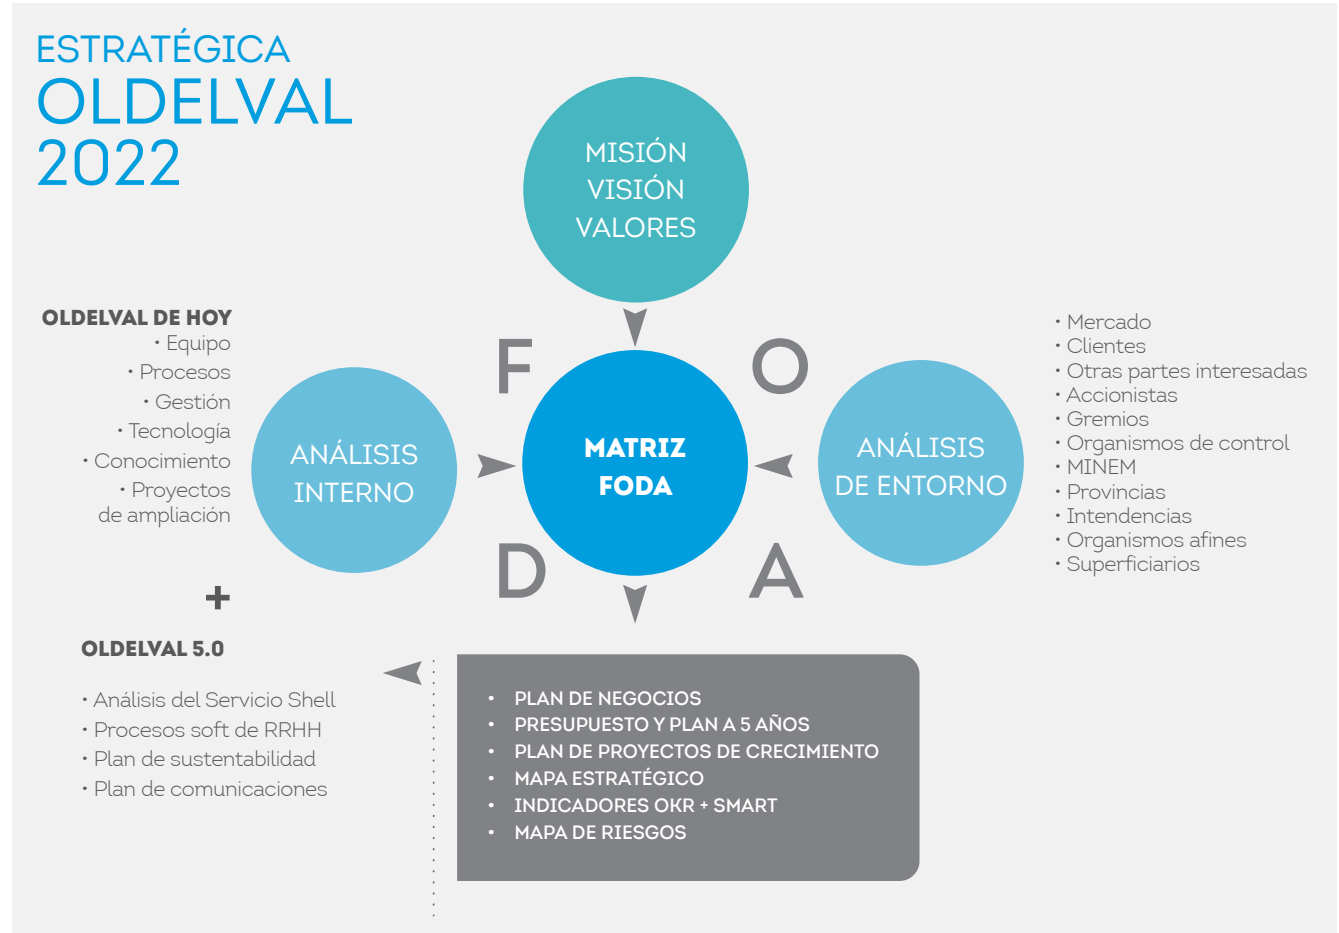 ESTRATÉGICA
OLDELVAL
2022
MISIÓN
VISIÓN
VALORES
OLDELVAL DE HOY
• Equipo
• Procesos
• Gestión
• Tecnología
• Conocimiento
• Proyectos
de ampliación
ANÁLISIS
INTERNO
F
O
MATRIZ
FODA
D
A
ANÁLISIS
DE ENTORNO
• Mercado
• Clientes
• Otras partes interesadas
• Accionistas
• Gremios
• Organismos de control
• MINEM
• Provincias
• Intendencias
• Organismos afines
• Superficiarios
+
OLDELVAL 5.0
• Análisis del Servicio Shell
• Procesos soft de RRHH
• Plan de sustentabilidad
• Plan de comunicaciones
• PLAN DE NEGOCIOS
• PRESUPUESTO Y PLAN A 5 AÑOS
• PLAN DE PROYECTOS DE CRECIMIENTO
• MAPA ESTRATÉGICO
• INDICADORES OKR + SMART
• MAPA DE RIESGOS